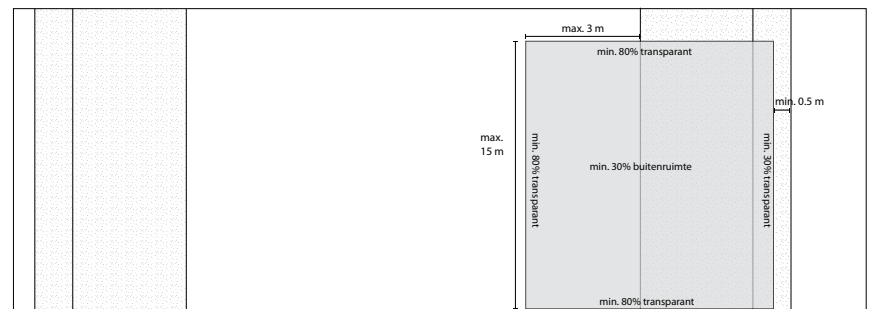 max. 3 m
min. 80% transparant
min. 0.5 m
max.
15 m
min. 80% transparant
min. 30% buitenruimte
min. 30% transparant
min. 80% transparant